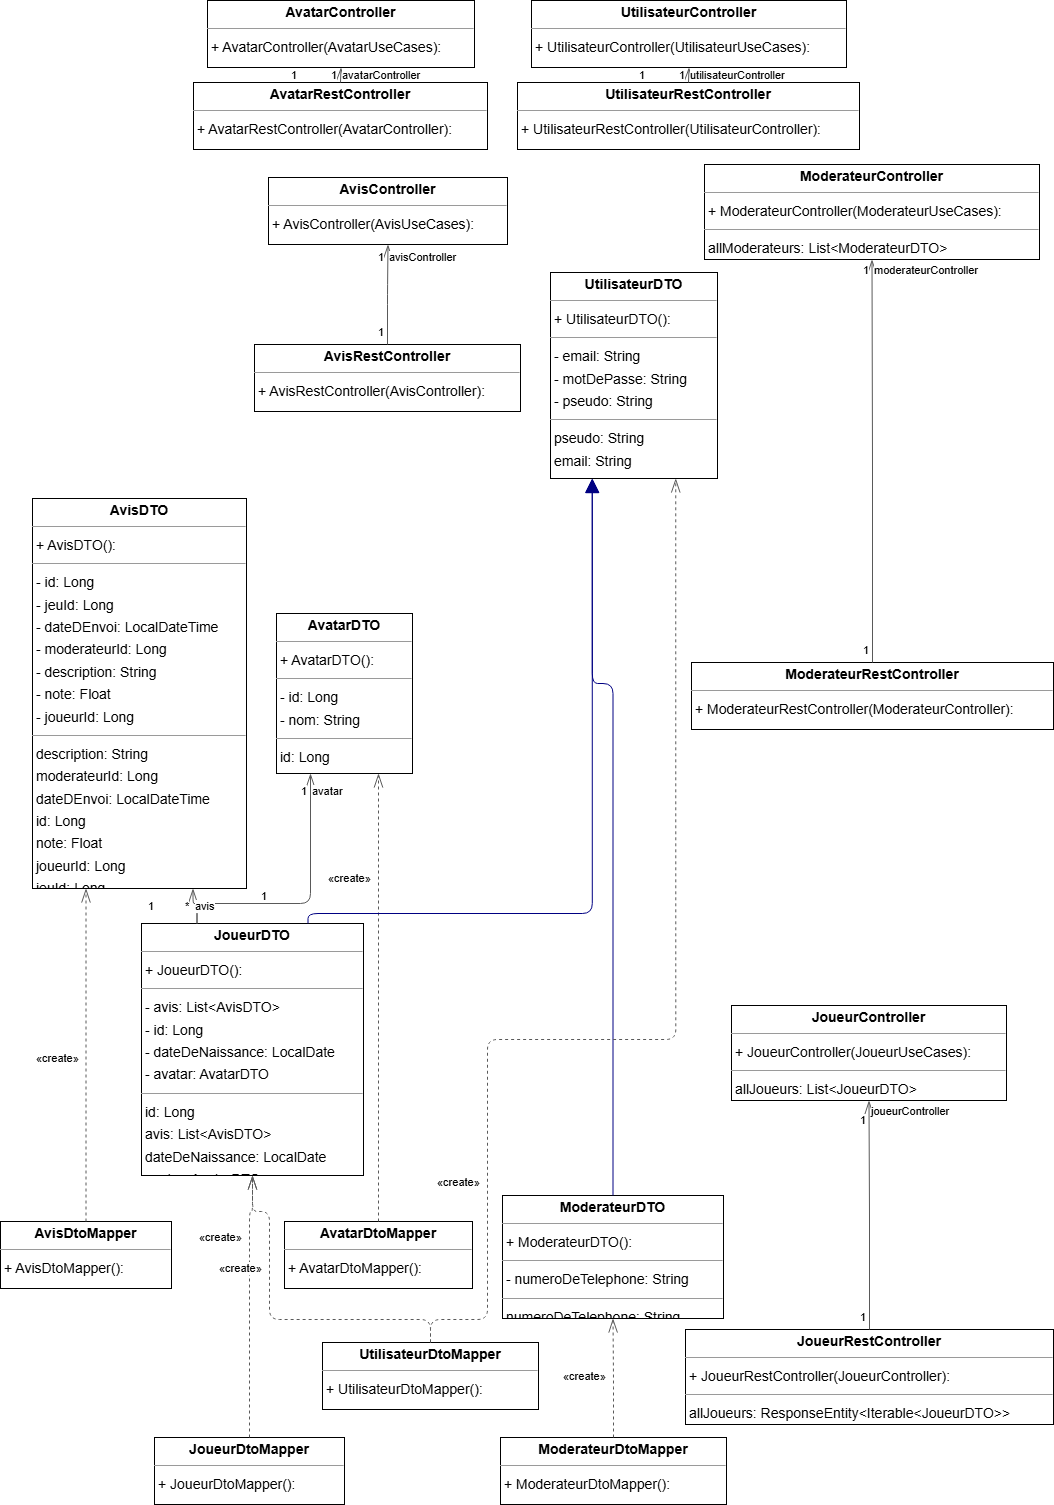 AvatarController
+ AvatarController(AvatarUseCases):
1
1 avatarController
AvatarRestController
+ AvatarRestController(AvatarController):
UtilisateurController
+ UtilisateurController(UtilisateurUseCases):
1
1 utilisateurController
UtilisateurRestController
+ UtilisateurRestController(UtilisateurController):
AvisController
+ AvisController(AvisUseCases):
1 avisController
1
AvisRestController
+ AvisRestController(AvisController):
ModerateurController
+ ModerateurController(ModerateurUseCases):
allModerateurs: List<ModerateurDTO>
1 moderateurController
1
ModerateurRestController
+ ModerateurRestController(ModerateurController):
UtilisateurDTO
+ UtilisateurDTO():
- email: String
- motDePasse: String
- pseudo: String
pseudo: String
email: String
AvisDTO
+ AvisDTO():
- id: Long
- jeuId: Long
- dateDEnvoi: LocalDateTime
- moderateurId: Long
- description: String
- note: Float
- joueurId: Long
description: String
moderateurId: Long
dateDEnvoi: LocalDateTime
id: Long
note: Float
joueurId: Long
jeuId: Long
AvatarDTO
+ AvatarDTO():
- id: Long
- nom: String
id: Long
1 avatar
«create»
1
1
* avis
JoueurDTO
+ JoueurDTO():
- avis: List<AvisDTO>
- id: Long
- dateDeNaissance: LocalDate
- avatar: AvatarDTO
id: Long
avis: List<AvisDTO>
dateDeNaissance: LocalDate
«create»
JoueurController
+ JoueurController(JoueurUseCases):
allJoueurs: List<JoueurDTO>
1
joueurController
1
«create»
AvisDtoMapper
+ AvisDtoMapper():
«create»
«create»
AvatarDtoMapper
+ AvatarDtoMapper():
ModerateurDTO
+ ModerateurDTO():
- numeroDeTelephone: String
numeroDeTelephone: String
«create»
UtilisateurDtoMapper
+ UtilisateurDtoMapper():
JoueurRestController
+ JoueurRestController(JoueurController):
allJoueurs: ResponseEntity<Iterable<JoueurDTO>>
JoueurDtoMapper
+ JoueurDtoMapper():
ModerateurDtoMapper
+ ModerateurDtoMapper():